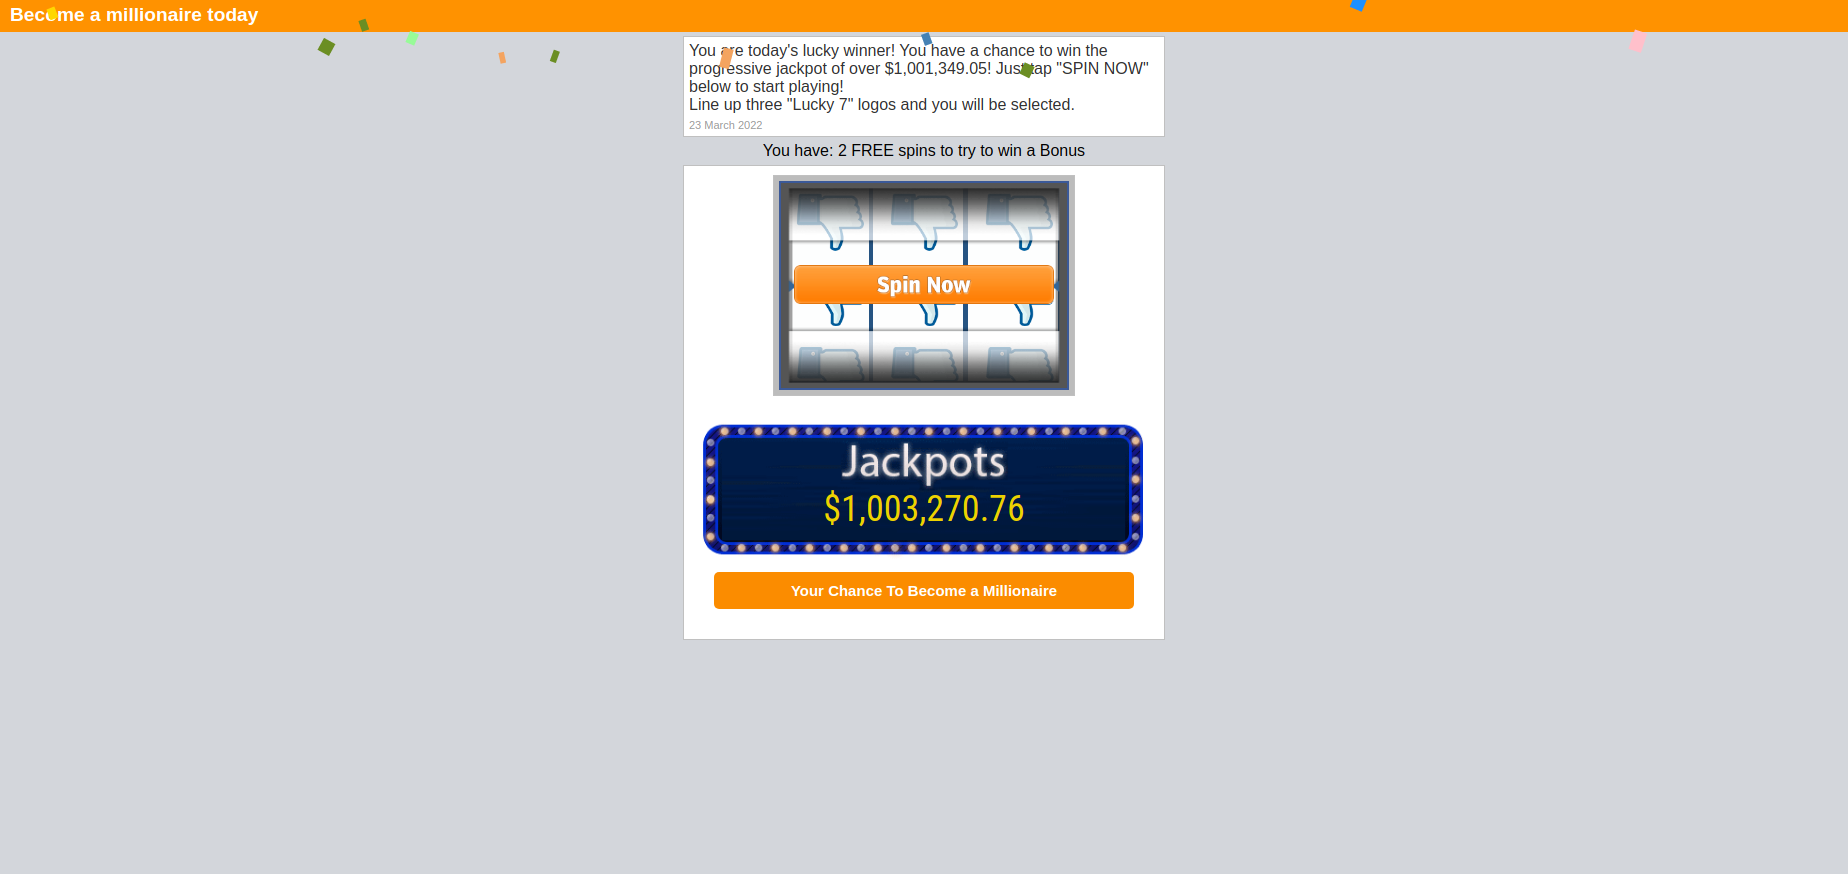 Become a millionaire today
You are today's lucky winner! You have a chance to win the
progressive jackpot of over $1,001,349.05! Just tap "SPIN NOW"
below to start playing!
Line up three "Lucky 7" logos and you will be selected.
23 March 2022
You have: 2 FREE spins to try to win a Bonus
Spin Now
Jackpots
$1,003,270.76
Your Chance To Become a Millionaire